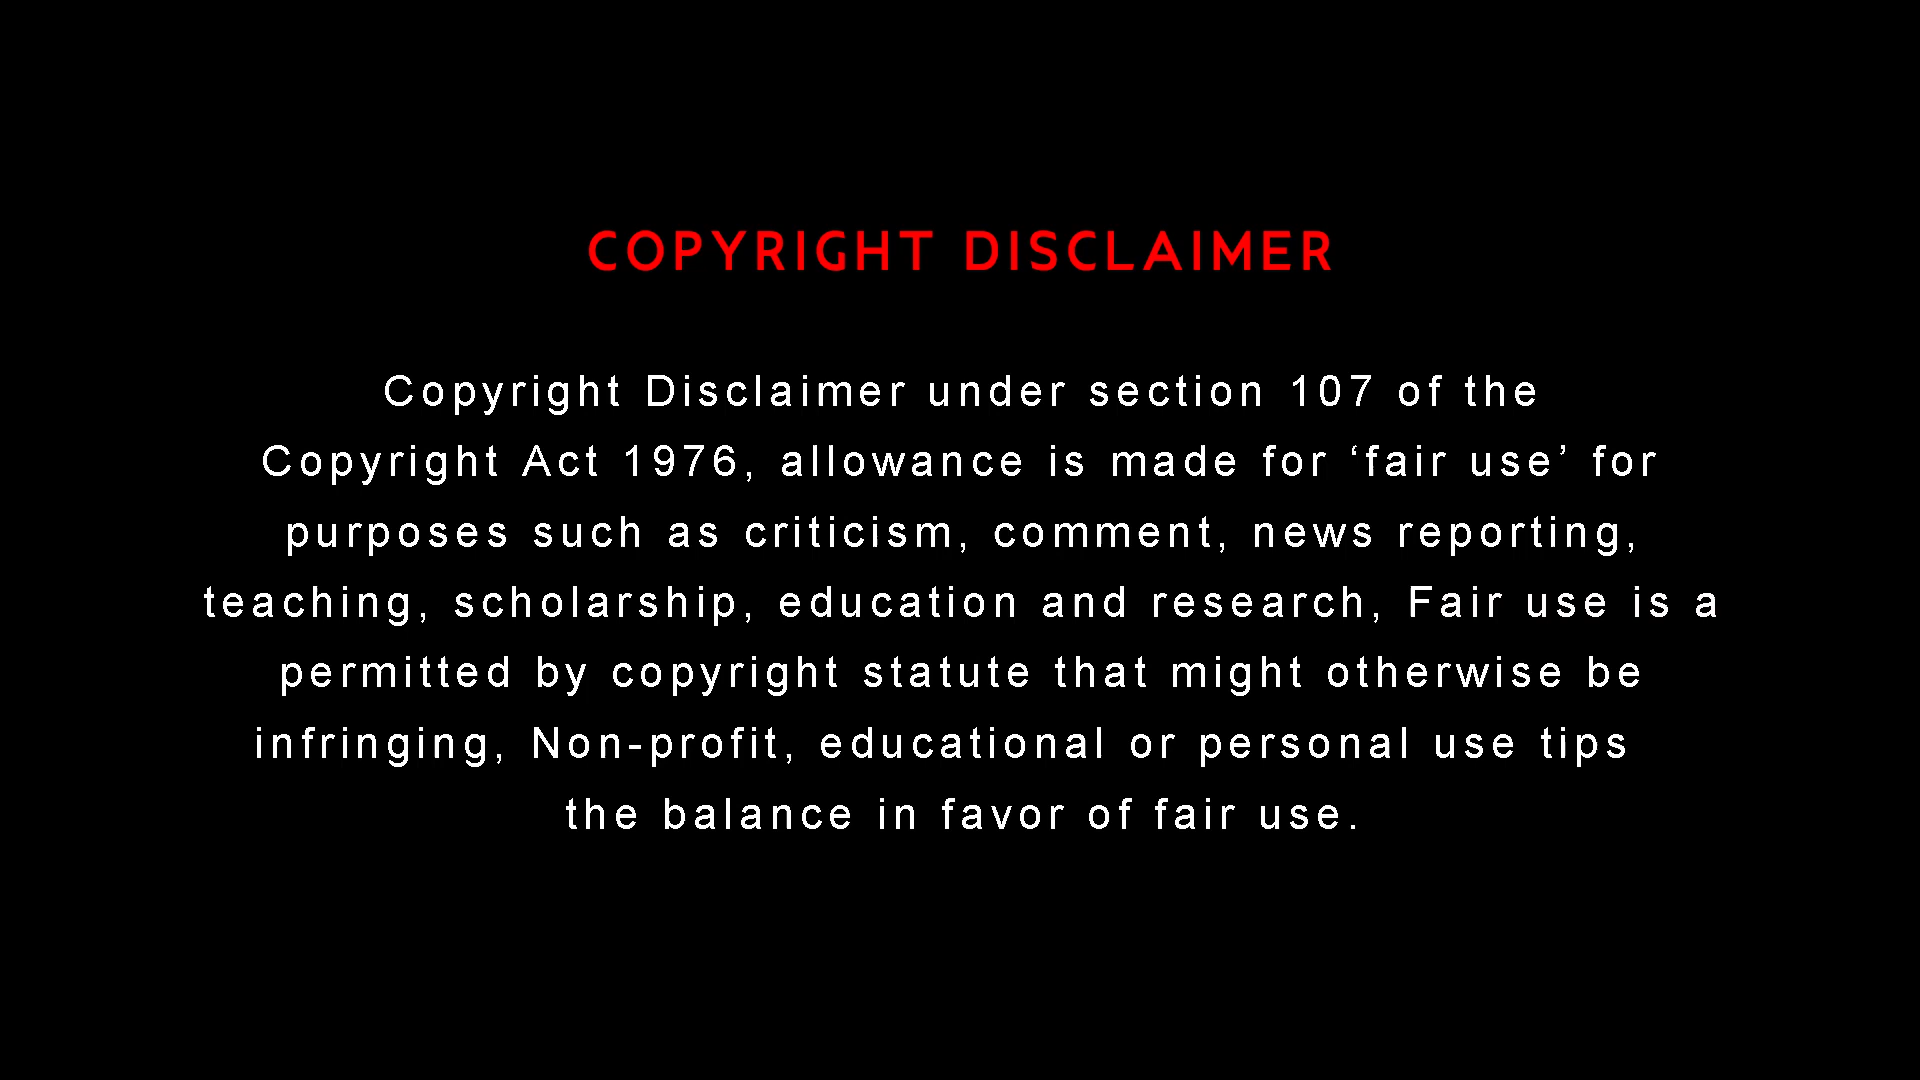 COPYRIGHT DISCLAIMER
Copyright Disclaimer under section 107 of the
Copyright Act 1976, allowance is made for ‘fair use’ for
purposes such as criticism, comment, news reporting,
teaching, scholarship, education and research, Fair use is a
permitted by copyright statute that might otherwise be
infringing, Non-profit, educational or personal use tips
the balance in favor of fair use.